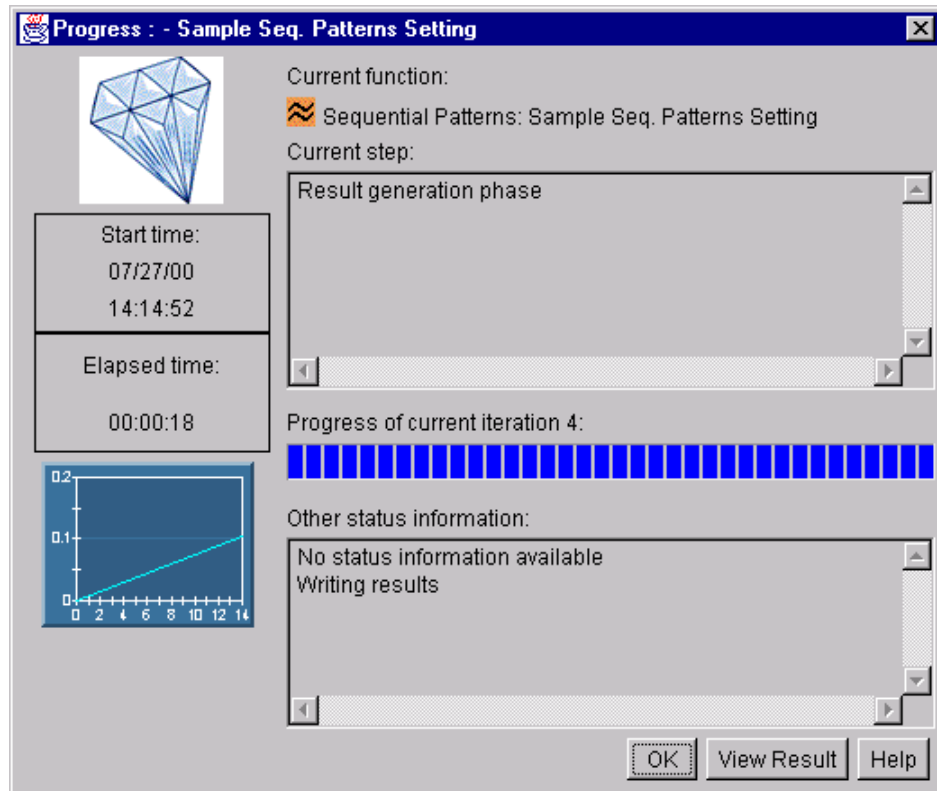 Progress : - Sample Seq. Patterns Setting
Current function:
Sequential Patterns: Sample Seq. Patterns Setting
Current step:
Result generation phase
Start time:
07/27/00
14:14:52
Elapsed time:
00:00:18
Progress of current iteration 4:
0.2
0.1
0
0 2 4 6 8 10 12 14
Other status information:
No status information available
Writing results
OK View Result Help